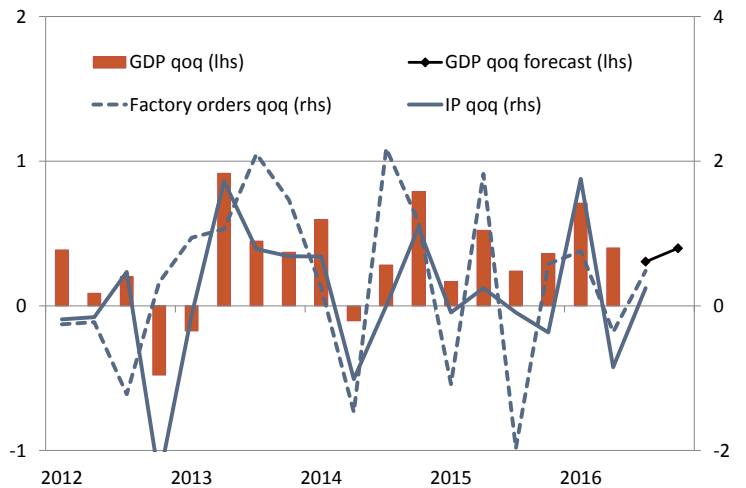 2 4
GDP qoq (lhs) GDP qoq forecast (lhs)
Factory orders qoq (rhs) IP qoq (rhs)
1 2
0 0
-1 -2
2012 2013 2014 2015 2016